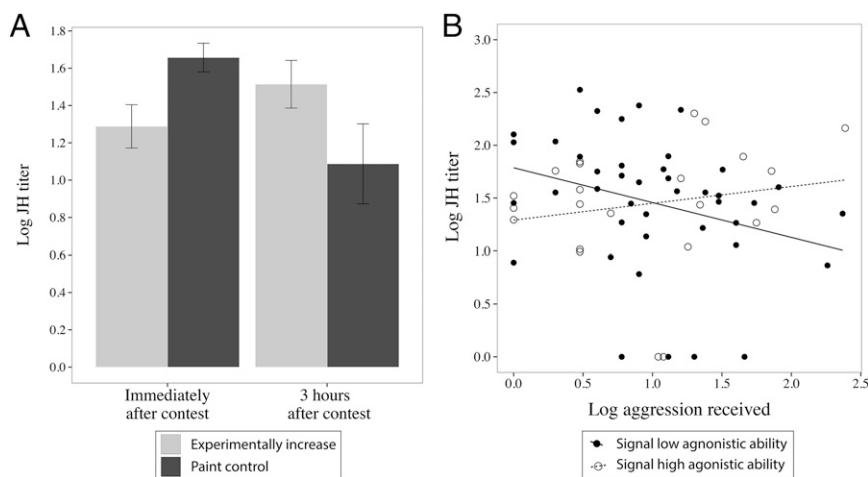 A
Log JH titer
1.8
1.6
1.4
1.2
1.0
0.8
0.6
0.4
0.2
0.0
Immediately
after contest
3 hours
after contest
Experimentally increase
Paint control
B
Log JH titer
3.0
2.5
2.0
1.5
1.0
0.5
0.0
0.0 0.5 1.0 1.5 2.0 2.5
Log aggression received
Signal low agnonistic ability
Signal high agonistic ability